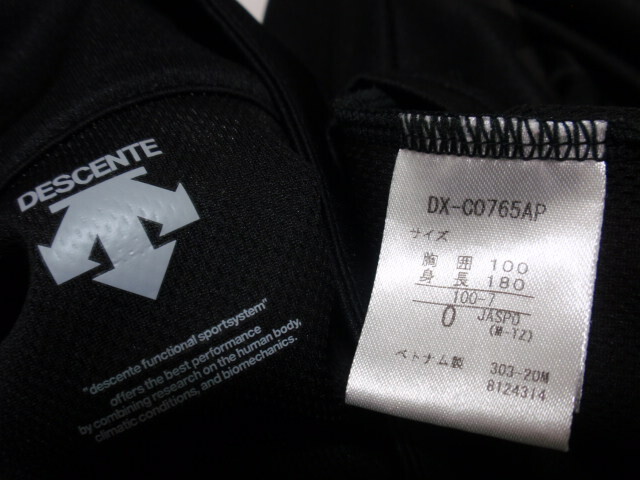 DESCENTE
"descente functional sportsystem"
offers the best performance
by combining research on the human body,
climatic conditions, and biomechanics.
DX-C0765AP
サイズ
胸囲 100
身長 180
100-7
O JASPO
(M-YZ)
ベトナム製 303-20M
8124314